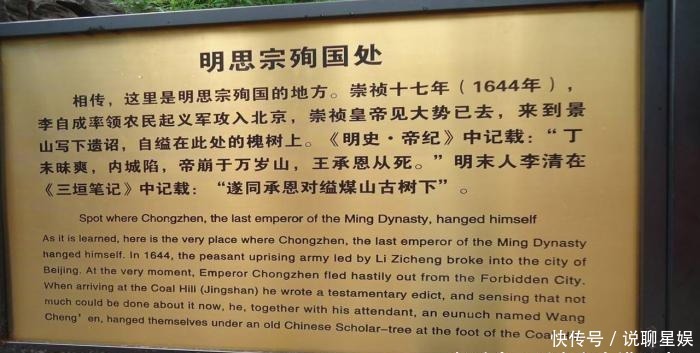 明思宗殉国处
相传，这里是明思宗殉国的地方。崇祯十七年（1644年），
李自成率领农民起义军攻入北京，崇祯皇帝见大势已去，来到景
山写下遗诏，自缢在此处的槐树上。《明史·帝纪》中记载：“丁
未昧爽，内城陷，帝崩于万岁山，王承恩从死。”明末人李清在
《三垣笔记》中记载：“遂同承恩对缢煤山古树下”。
Spot where Chongzhen, the last emperor of the Ming Dynasty, hanged himself
As it is learned, here is the very place where Chongzhen, the last emperor of the Ming Dynasty
hanged himself. In 1644, the peasant uprising army led by Li Zicheng broke into the city of
Beijing. At the very moment, Emperor Chongzhen fled hastily out from the Forbidden City.
When arriving at the Coal Hill (Jingshan) he wrote a testamentary edict, and sensing that not
much could be done about it now, he, together with his attendant, an eunuch named Wang
Cheng’en, hanged themselves under an old Chinese Scholar-tree at the foot of the Coal
快传号／说聊星娱